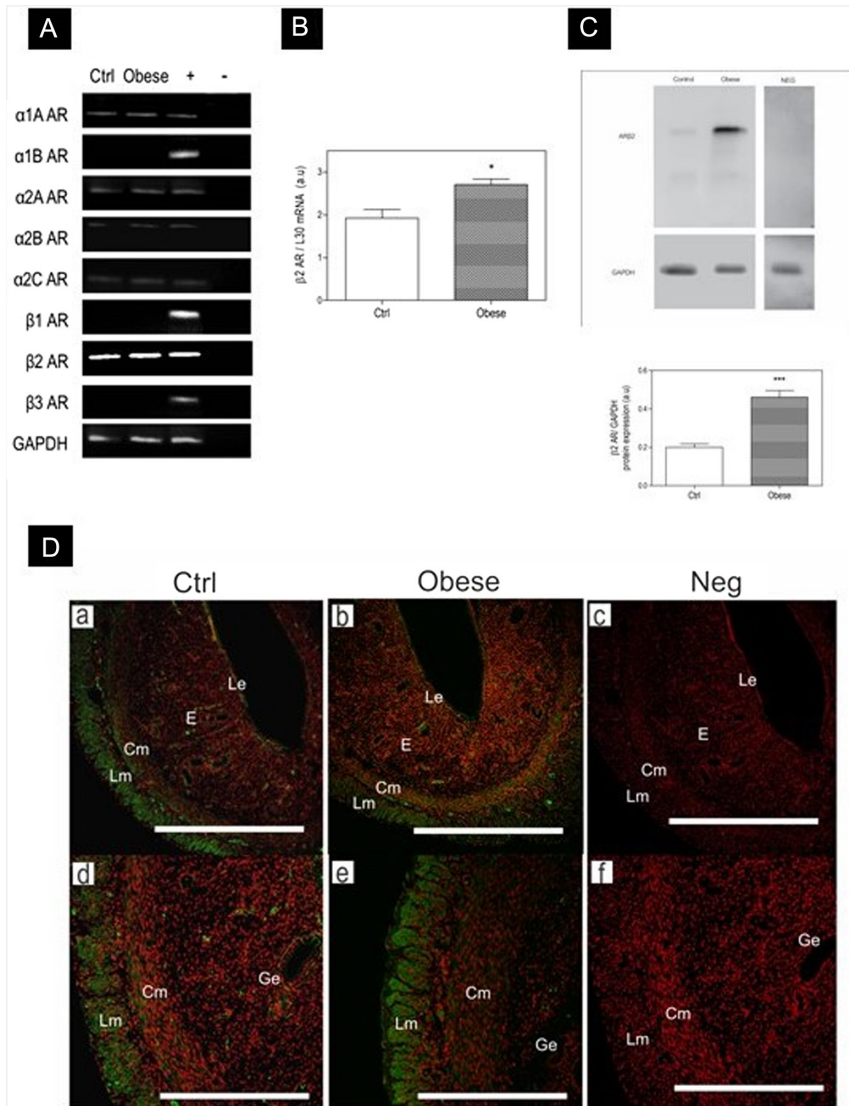 A
Ctrl Obese + -
α1A AR
α1B AR
α2A AR
α2B AR
α2C AR
β1 AR
β2 AR
β3 AR
GAPDH
B
β2 AR / L30 mRNA (a.u)
3
2
1
0
*
Ctrl Obese
C
Control Obese NEG
ARβ2
GAPDH
β2 AR/ GAPDH
protein expression (a.u)
0.6
0.4
0.2
0.0
***
Ctrl Obese
D
Ctrl Obese Neg
a
Le
E
Cm
Lm
b
Le
E
Cm
Lm
c
Le
E
Cm
Lm
d
Ge
Cm
Lm
e
Cm
Lm
Ge
f
Ge
Cm
Lm